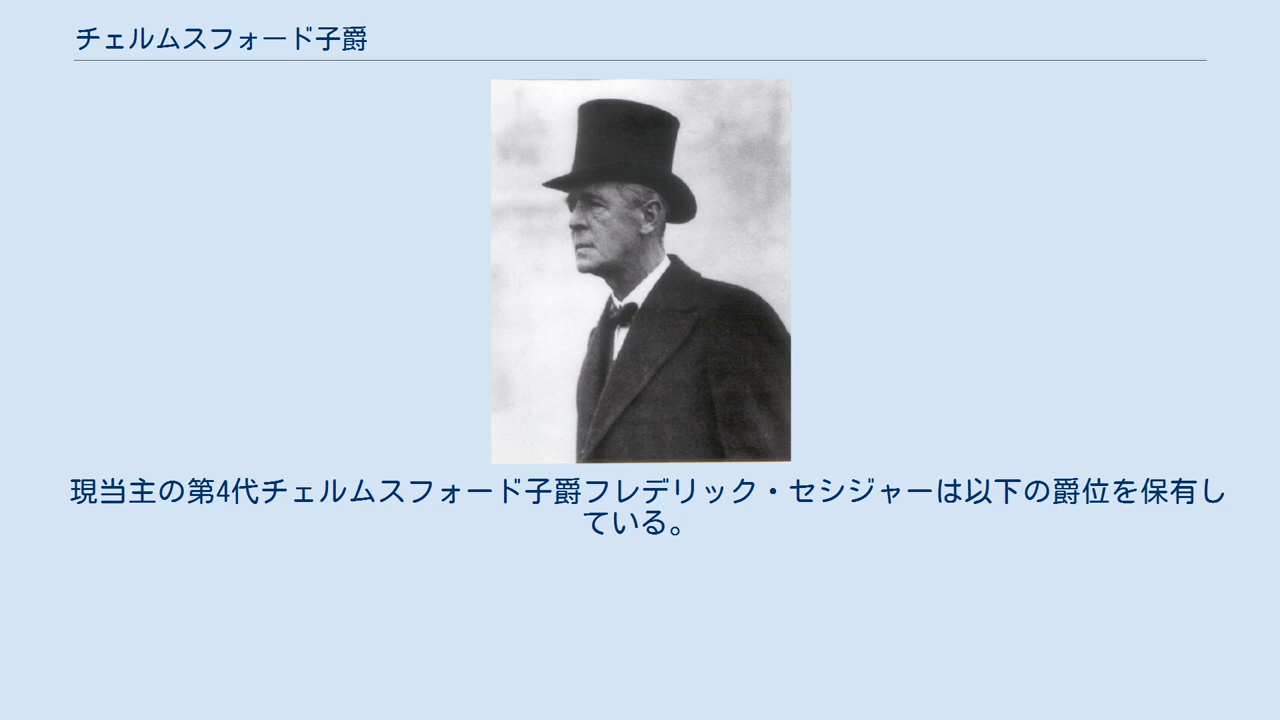 チェルムスフォード子爵
現当主の第4代チェルムスフォード子爵フレデリック・セシジャーは以下の爵位を保有し
ている。